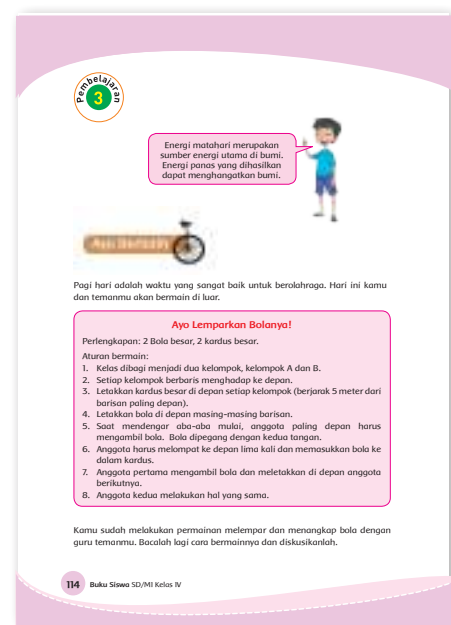 Pembelajaran
3
Energi matahari merupakan
sumber energi utama di bumi.
Energi panas yang dihasilkan
dapat menghangatkan bumi.
Ayo Bermain
Pagi hari adalah waktu yang sangat baik untuk berolahraga. Hari ini kamu
dan temanmu akan bermain di luar.
Ayo Lemparkan Bolanya!
Perlengkapan: 2 Bola besar, 2 kardus besar.
Aturan bermain:
1. Kelas dibagi menjadi dua kelompok, kelompok A dan B.
2. Setiap kelompok berbaris menghadap ke depan.
3. Letakkan kardus besar di depan setiap kelompok (berjarak 5 meter dari
barisan paling depan).
4. Letakkan bola di depan masing-masing barisan.
5. Saat mendengar aba-aba mulai, anggota paling depan harus
mengambil bola. Bola dipegang dengan kedua tangan.
6. Anggota harus melompat ke depan lima kali dan memasukkan bola ke
dalam kardus.
7. Anggota pertama mengambil bola dan meletakkan di depan anggota
berikutnya.
8. Anggota kedua melakukan hal yang sama.
Kamu sudah melakukan permainan melempar dan menangkap bola dengan
guru temanmu. Bacalah lagi cara bermainnya dan diskusikanlah.
114 Buku Siswa SD/MI Kelas IV